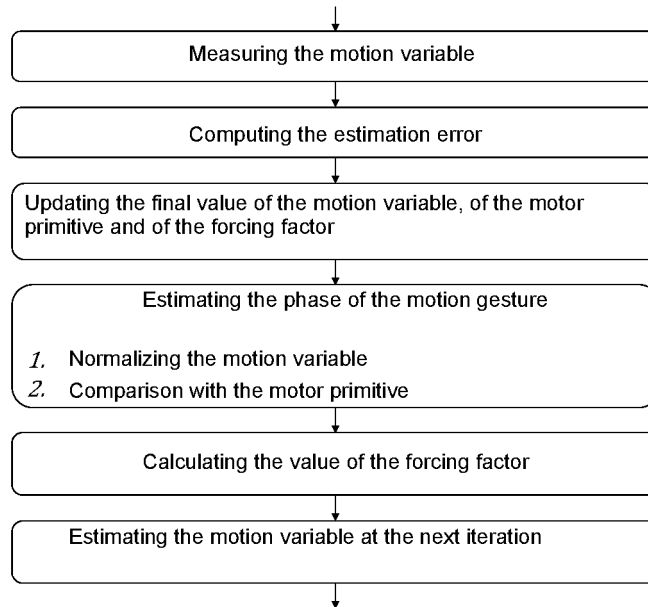 Measuring the motion variable
Computing the estimation error
Updating the final value of the motion variable, of the motor
primitive and of the forcing factor
Estimating the phase of the motion gesture
1. Normalizing the motion variable
2. Comparison with the motor primitive
Calculating the value of the forcing factor
Estimating the motion variable at the next iteration